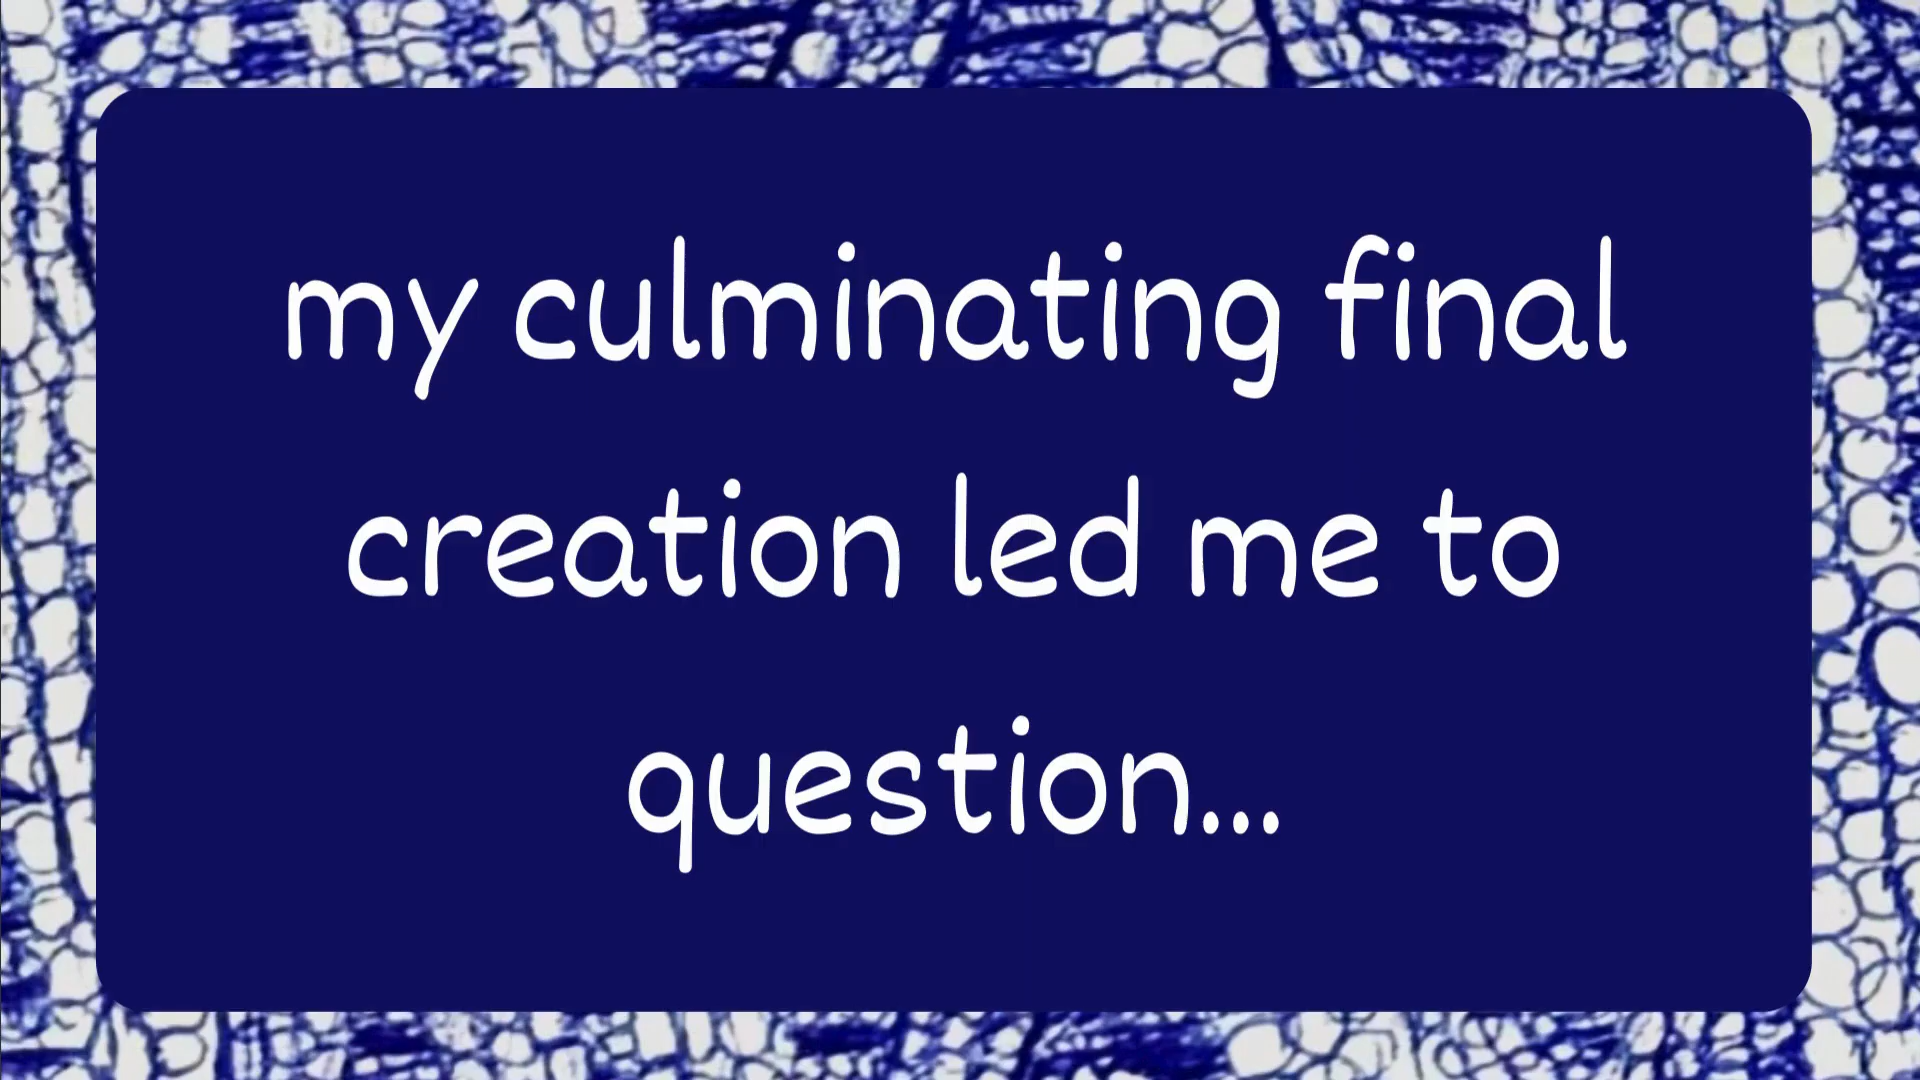 my culminating final
creation led me to
question...